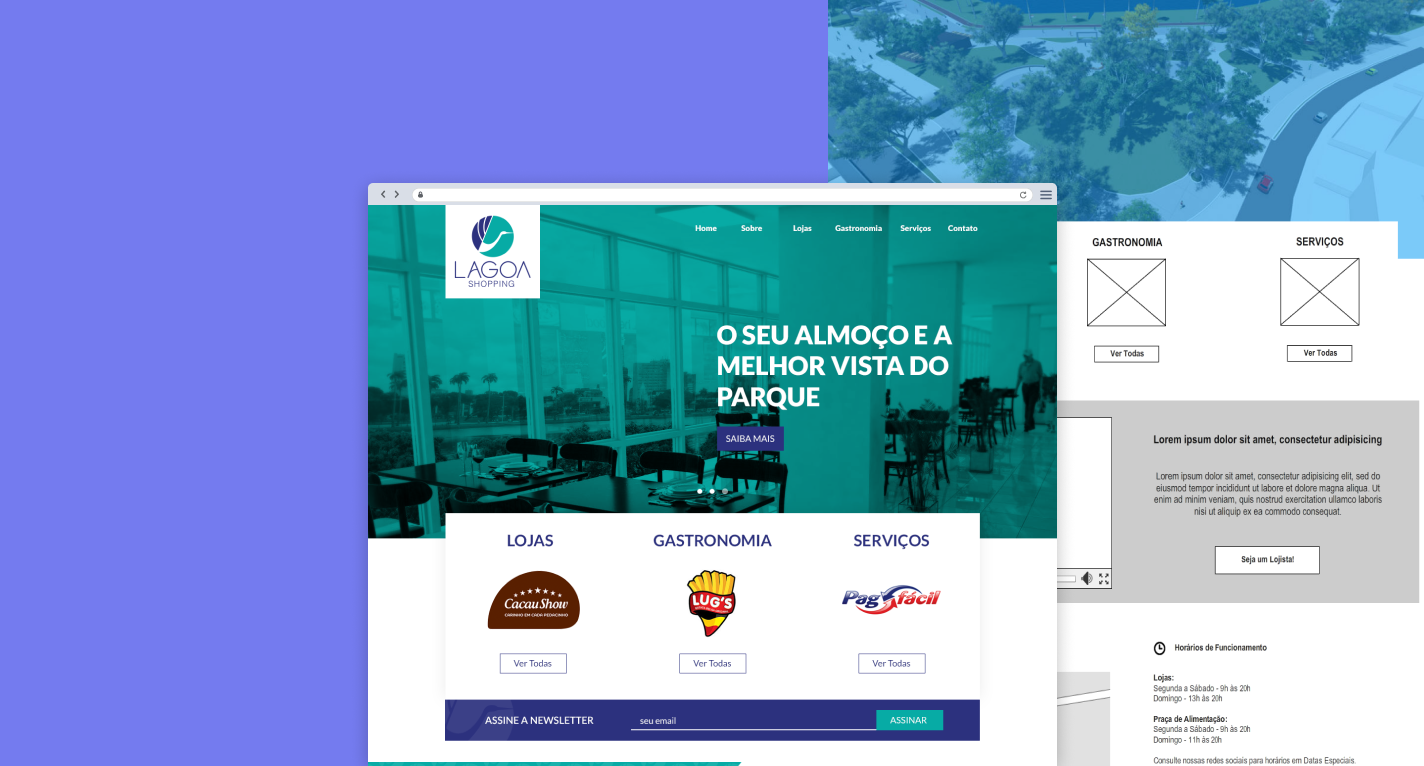 LAGOA
SHOPPING
Home Sobre Lojas Gastronomia Serviços Contato
O SEU ALMOÇO E A
MELHOR VISTA DO
PARQUE
SAIBA MAIS
LOJAS
GASTRONOMIA
SERVIÇOS
Cacau Show
CARINHO EM CADA PEDACINHO
LUG'S
Pag fácil
Ver Todas
Ver Todas
Ver Todas
ASSINE A NEWSLETTER
seu email
ASSINAR
GASTRONOMIA
SERVIÇOS
Ver Todas
Ver Todas
Lorem ipsum dolor sit amet, consectetur adipisicing
Lorem ipsum dolor sit amet, consectetur adipisicing elit, sed do
eiusmod tempor incididunt ut labore et dolore magna aliqua. Ut
enim ad minim veniam, quis nostrud exercitation ullamco laboris
nisi ut aliquip ex ea commodo consequat.
Seja um Lojista!
Horários de Funcionamento
Lojas:
Segunda a Sábado - 9h às 20h
Domingo - 13h às 20h
Praça de Alimentação:
Segunda a Sábado - 9h às 20h
Domingo - 11h às 20h
Consulte nossas redes sociais para horários em Datas Especiais.